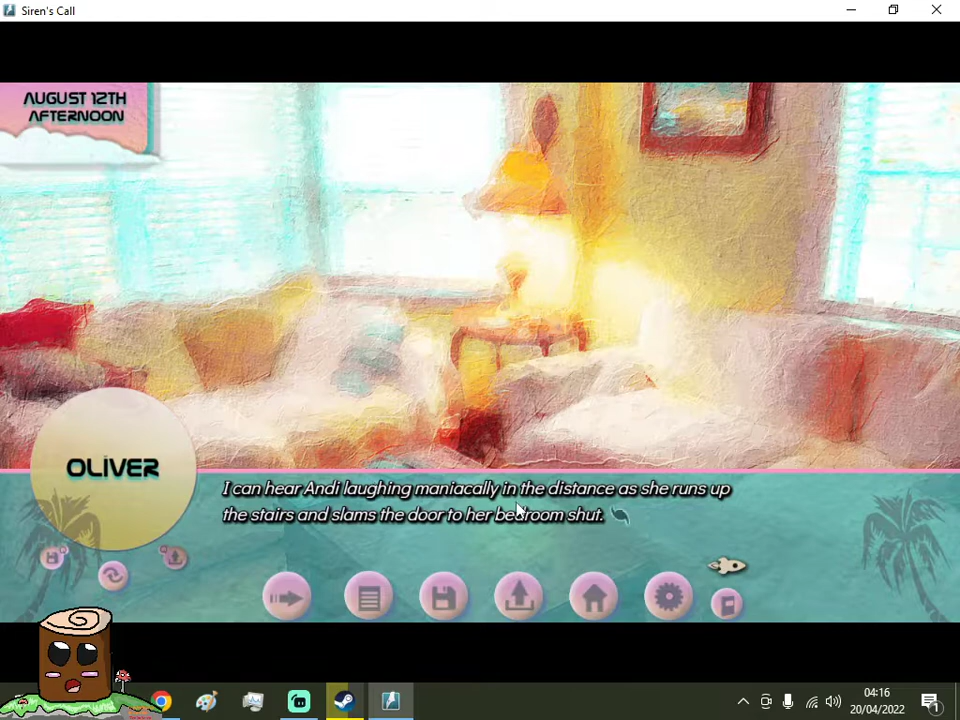 Siren's Call
AUGUST 12TH
AFTERNOON
OLIVER
I can hear Andi laughing maniacally in the distance as she runs up
the stairs and slams the door to her bedroom shut.
04:16
20/04/2022
1